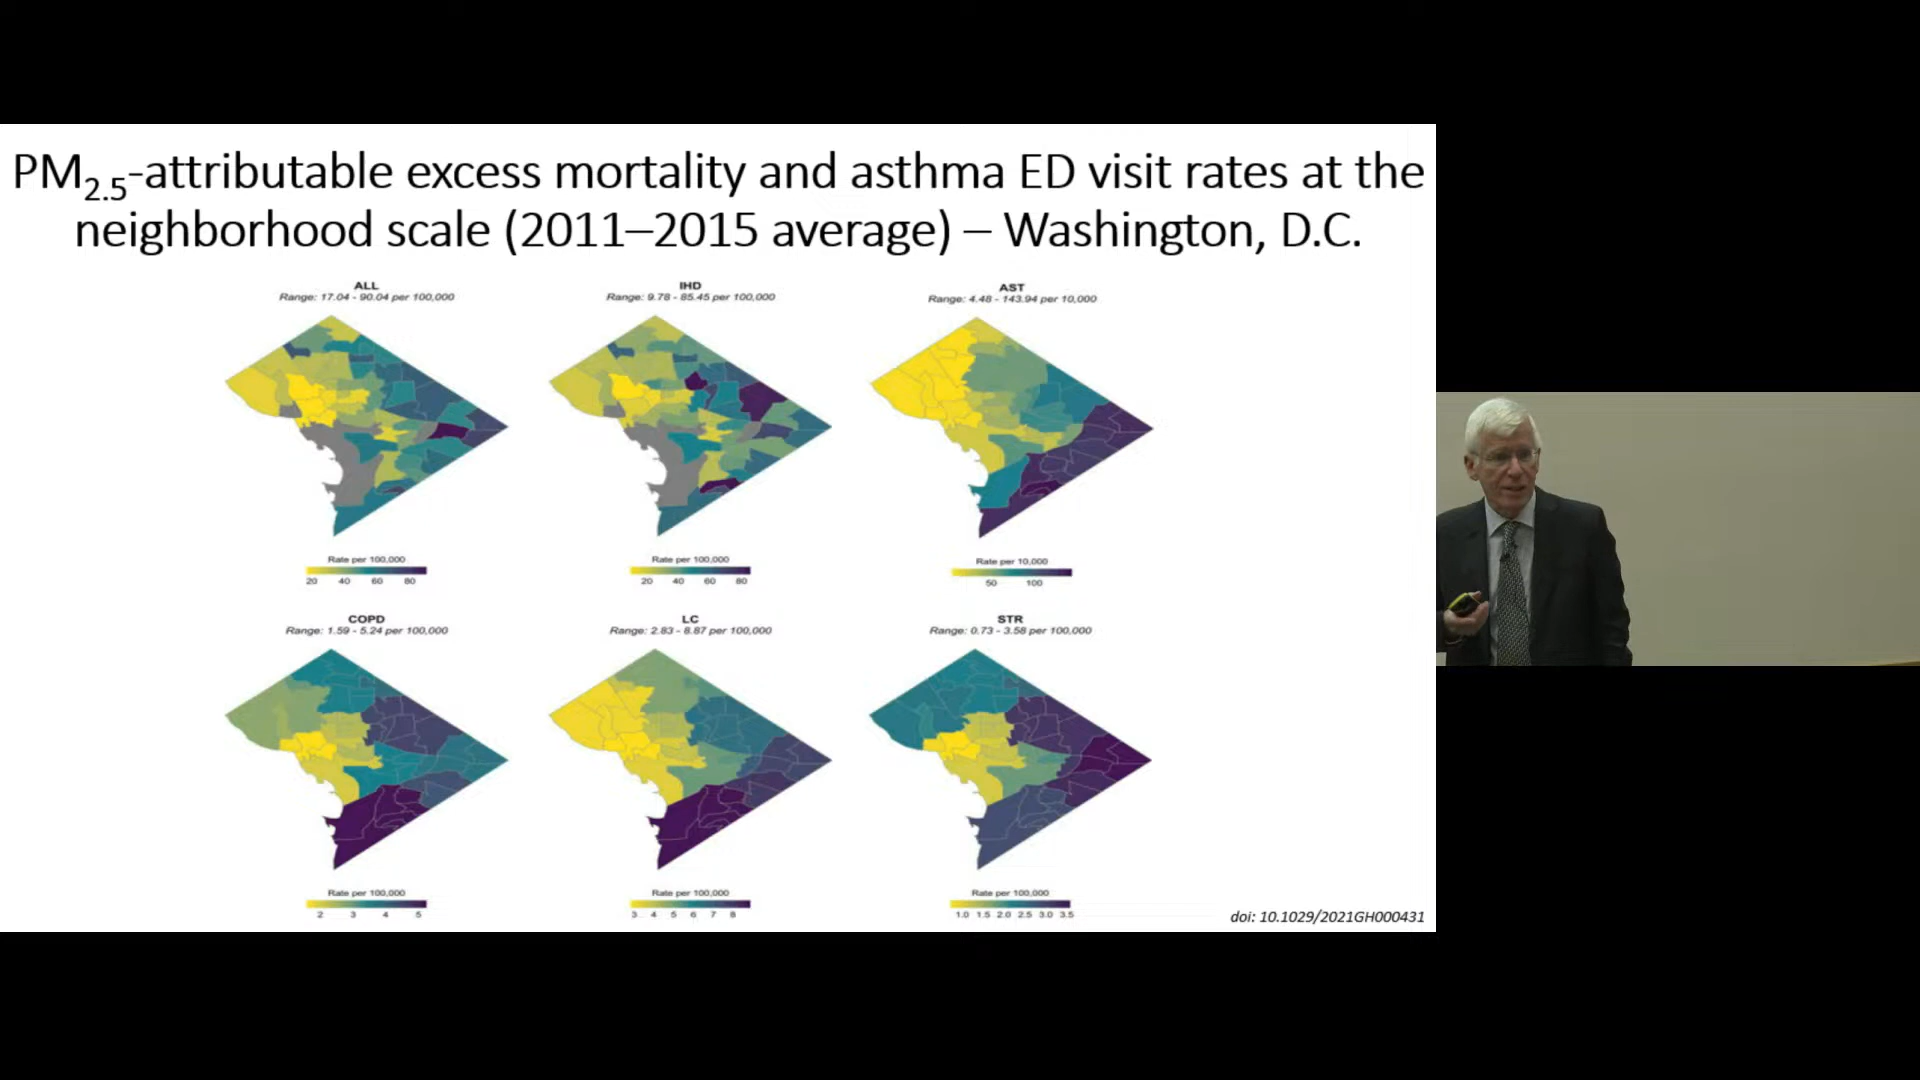 PM2.5-attributable excess mortality and asthma ED visit rates at the
neighborhood scale (2011–2015 average) – Washington, D.C.
ALL
Range: 17.04 - 90.04 per 100,000
IHD
Range: 9.78 - 85.45 per 100,000
AST
Range: 4.48 - 143.94 per 10,000
Rate per 100,000
20 40 60 80
Rate per 100,000
20 40 60 80
Rate per 10,000
50 100
COPD
Range: 1.59 - 5.24 per 100,000
LC
Range: 2.83 - 8.87 per 100,000
STR
Range: 0.73 - 3.58 per 100,000
Rate per 100,000
2 3 4 5
Rate per 100,000
3 4 5 6 7 8
Rate per 100,000
1.0 1.5 2.0 2.5 3.0 3.5
doi: 10.1029/2021GH000431